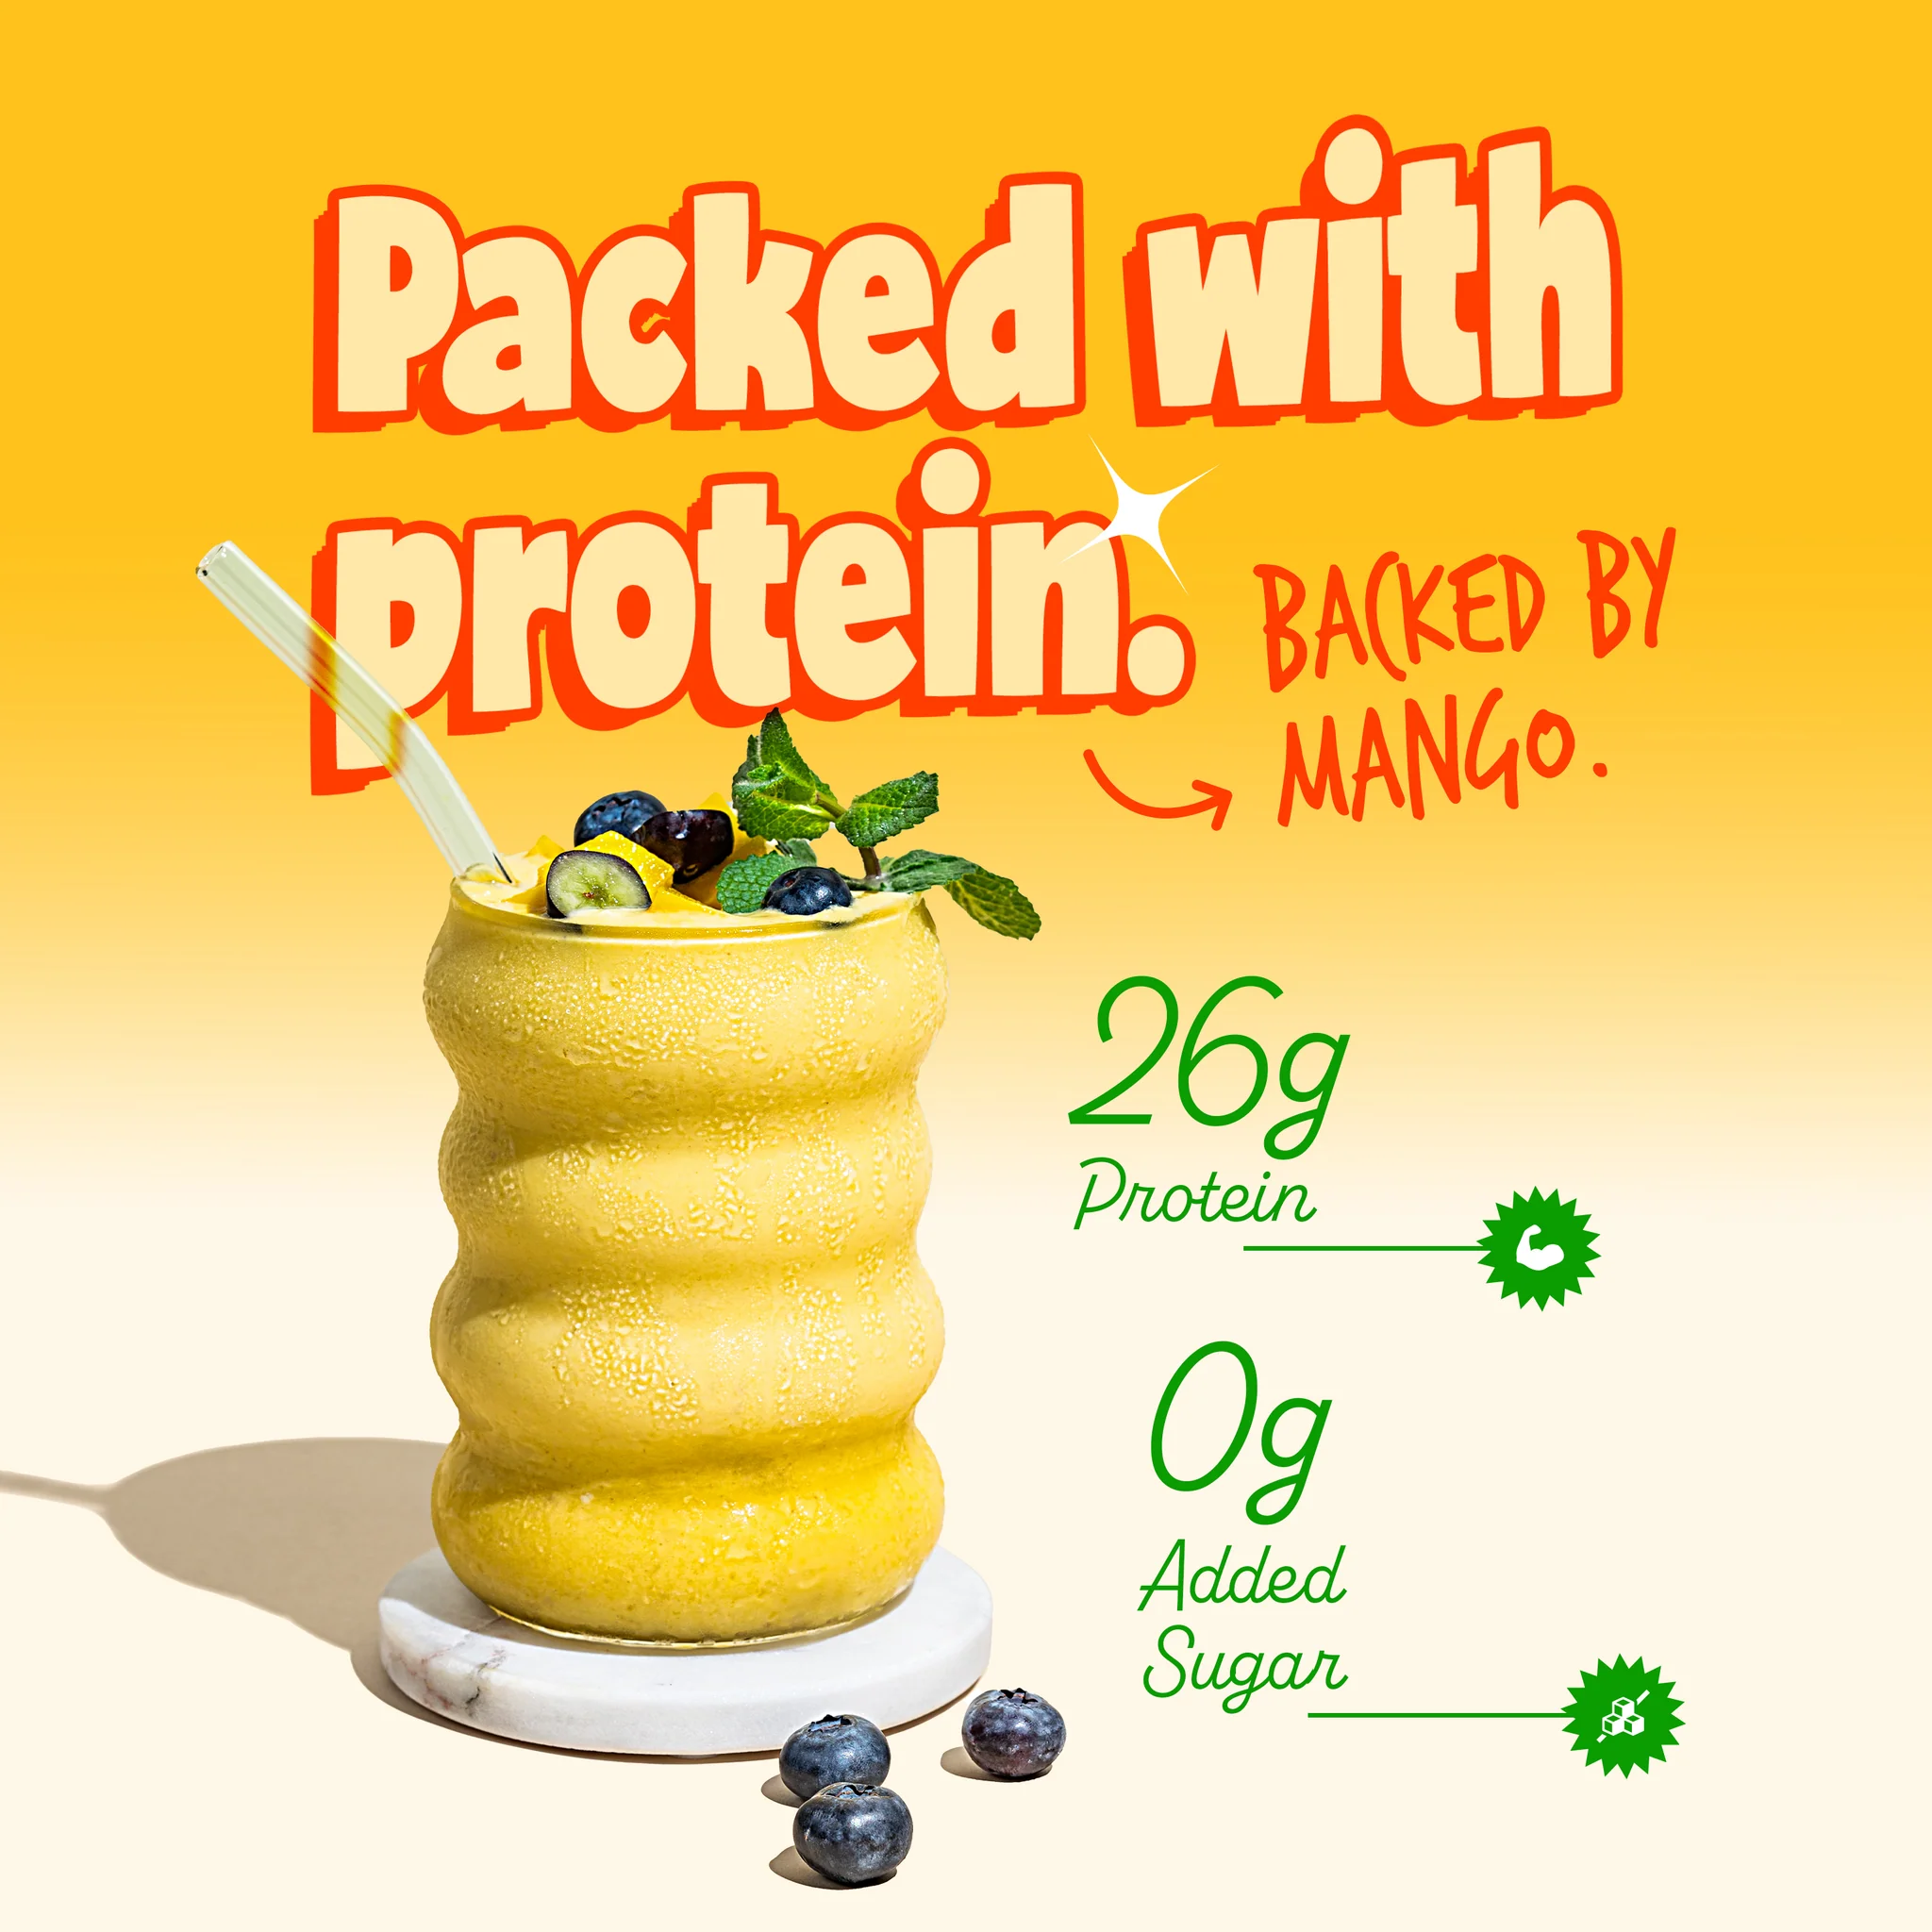 Packed with
protein.
BACKED BY
MANGO.
26g
Protein
0g
Added
Sugar